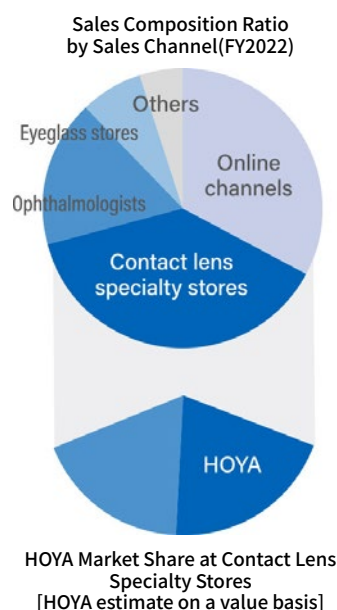 Sales Composition Ratio
by Sales Channel(FY2022)
Others
Eyeglass stores
Online
channels
Ophthalmologists
Contact lens
specialty stores
HOYA
HOYA Market Share at Contact Lens
Specialty Stores
[HOYA estimate on a value basis]